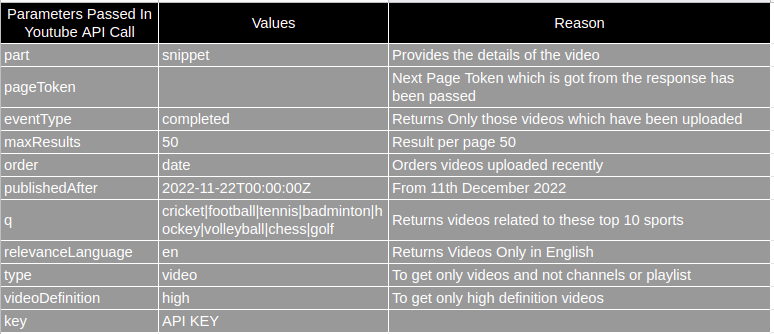 Parameters Passed In
Youtube API Call
Values
Reason
part
snippet
Provides the details of the video
pageToken
Next Page Token which is got from the response has
been passed
eventType
completed
Returns Only those videos which have been uploaded
maxResults
50
Result per page 50
order
date
Orders videos uploaded recently
publishedAfter
2022-11-22T00:00:00Z
From 11th December 2022
q
cricket|football|tennis|badminton|h
ockey|volleyball|chess|golf
Returns videos related to these top 10 sports
relevanceLanguage
en
Returns Videos Only in English
type
video
To get only videos and not channels or playlist
videoDefinition
high
To get only high definition videos
key
API KEY